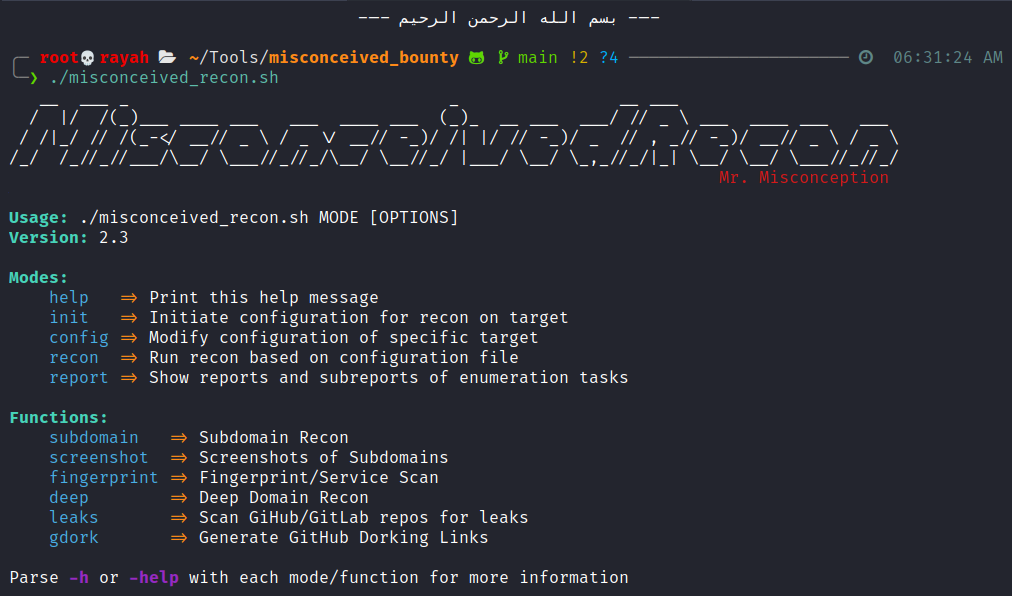 --- بسم الله الرحمن الرحيم ---
root💀rayah ~/Tools/misconceived_bounty main !2 ?4 06:31:24 AM
❯ ./misconceived_recon.sh
MisconceivedRecon
Mr. Misconception
Usage: ./misconceived_recon.sh MODE [OPTIONS]
Version: 2.3
Modes:
help => Print this help message
init => Initiate configuration for recon on target
config => Modify configuration of specific target
recon => Run recon based on configuration file
report => Show reports and subreports of enumeration tasks
Functions:
subdomain => Subdomain Recon
screenshot => Screenshots of Subdomains
fingerprint => Fingerprint/Service Scan
deep => Deep Domain Recon
leaks => Scan GiHub/GitLab repos for leaks
gdork => Generate GitHub Dorking Links
Parse -h or -help with each mode/function for more information